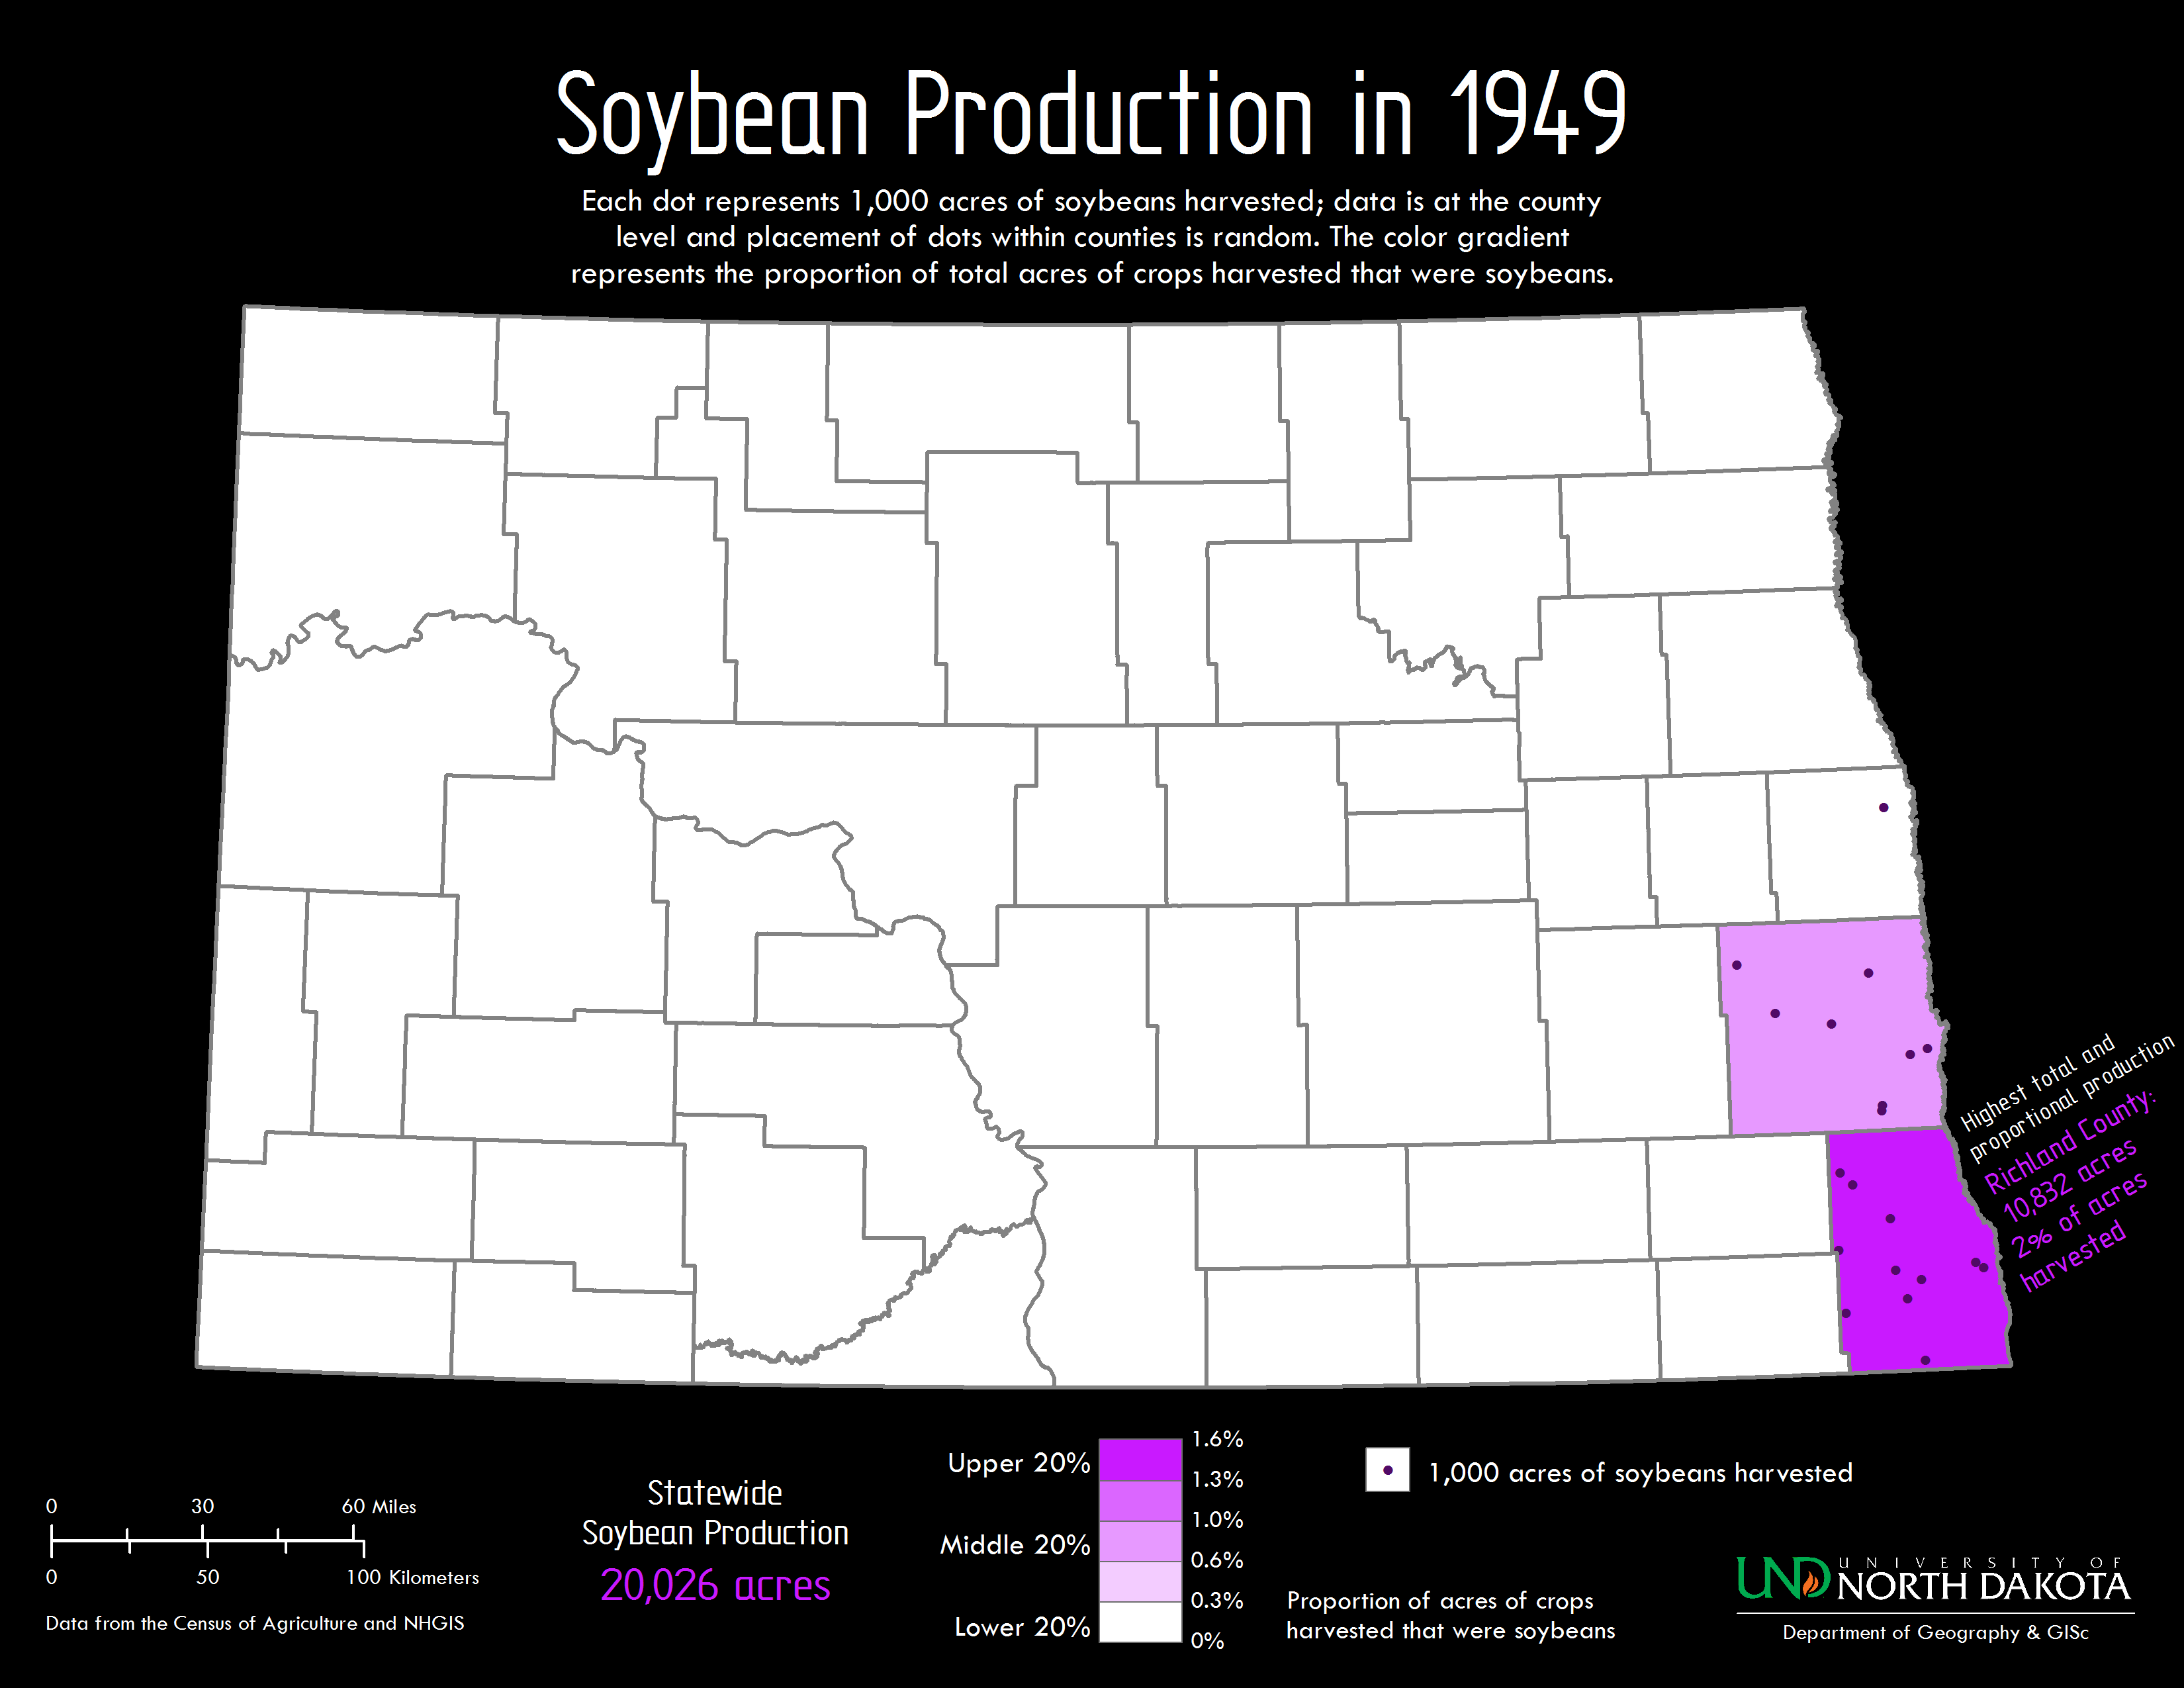 Soybean Production in 1949
Each dot represents 1,000 acres of soybeans harvested; data is at the county
level and placement of dots within counties is random. The color gradient
represents the proportion of total acres of crops harvested that were soybeans.
Highest total and
proportional production
Richland County:
10,832 acres
2% of acres
harvested
0 30 60 Miles
0 50 100 Kilometers
Data from the Census of Agriculture and NHGIS
Statewide
Soybean Production
20,026 acres
Upper 20%
Middle 20%
Lower 20%
1.6%
1.3%
1.0%
0.6%
0.3%
0%
1,000 acres of soybeans harvested
Proportion of acres of crops
harvested that were soybeans
UND
UNIVERSITY OF
NORTH DAKOTA
Department of Geography & GISc